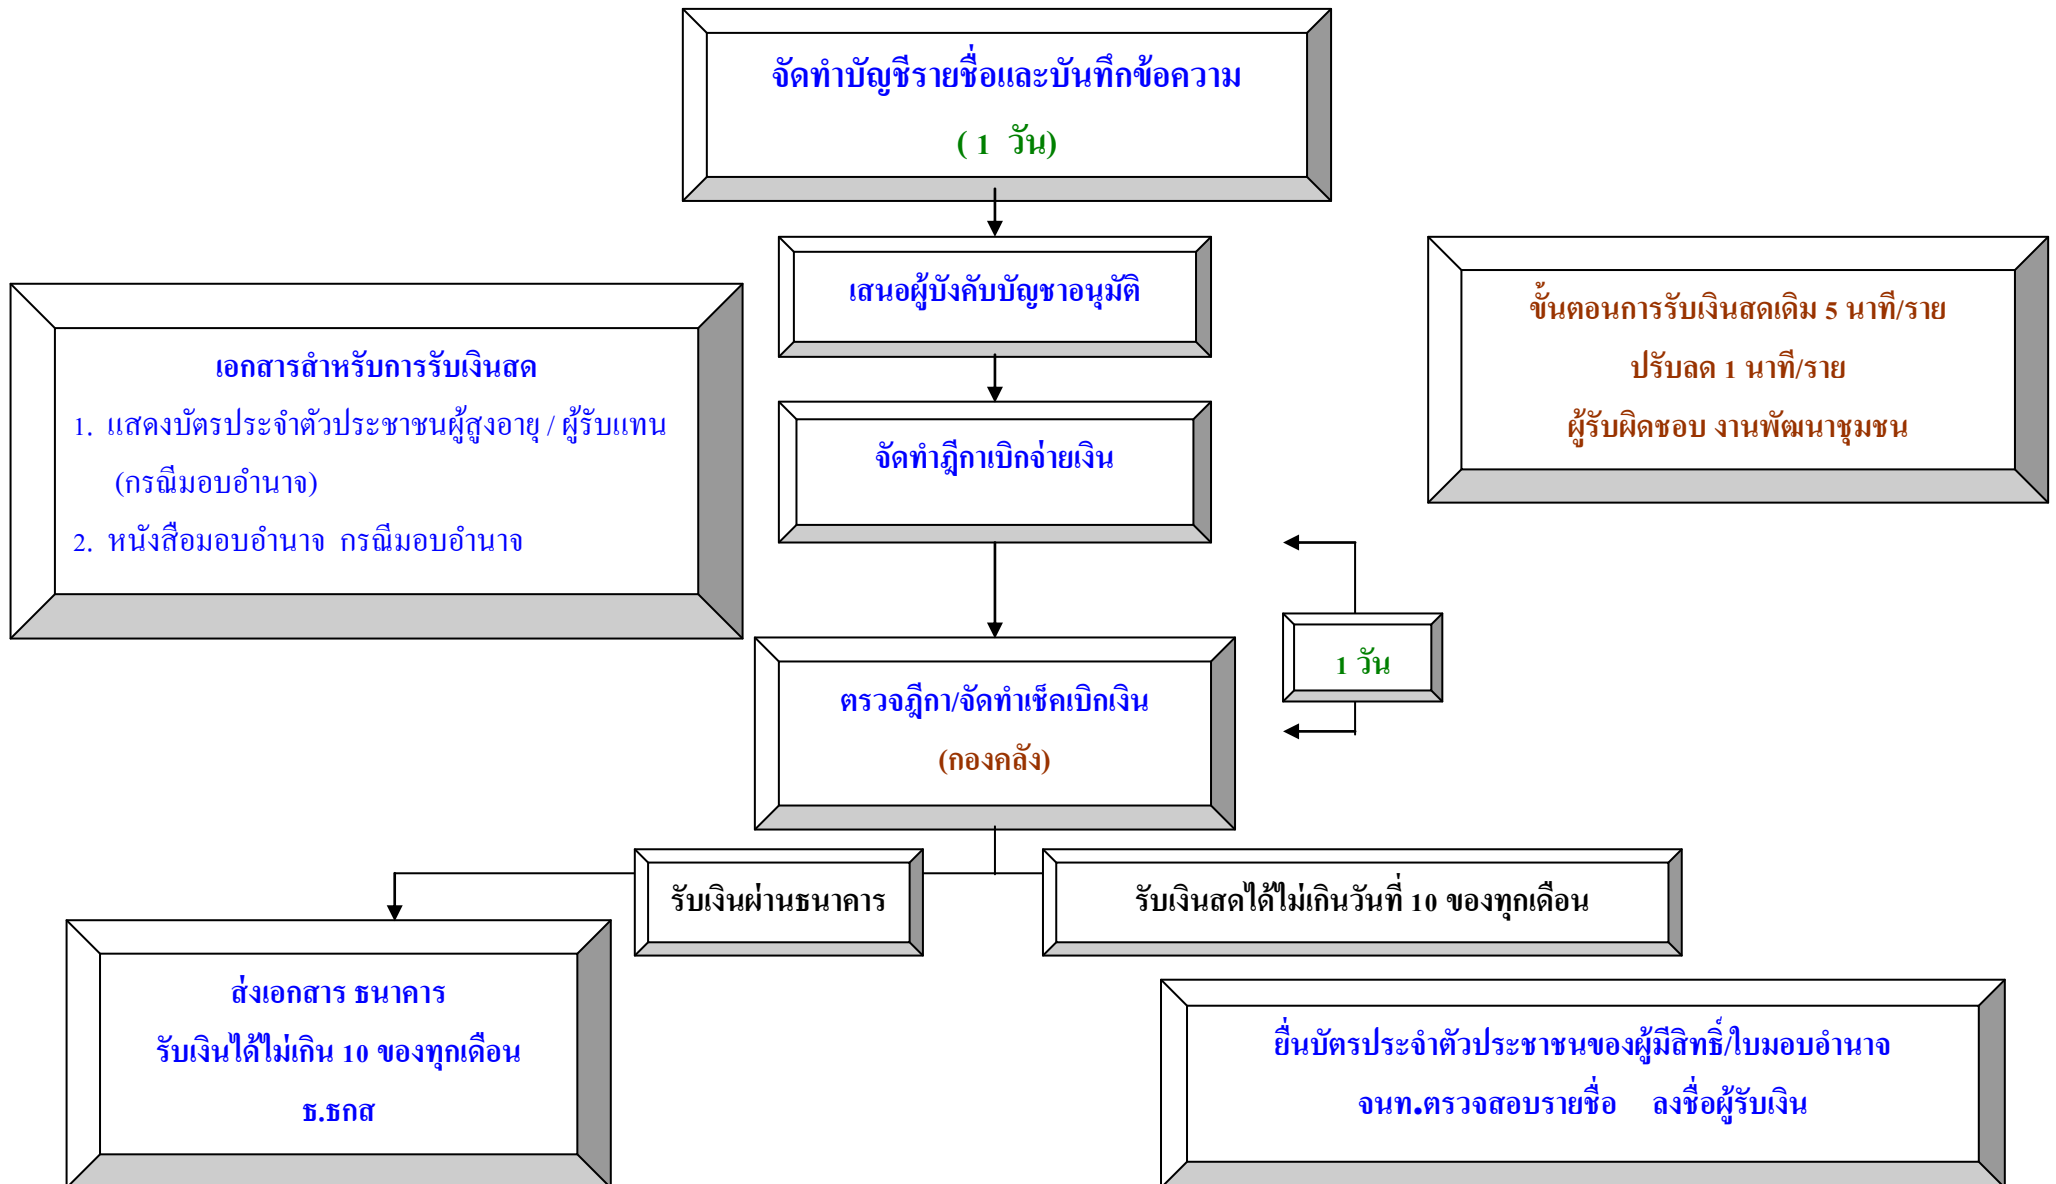 จัดทำบัญชีรายชื่อและบันทึกข้อความ
( 1 วัน)
เสนอผู้บังคับบัญชาอนุมัติ
ขั้นตอนการรับเงินสดเดิม 5 นาที/ราย
ปรับลด 1 นาที/ราย
ผู้รับผิดชอบ งานพัฒนาชุมชน
เอกสารสำหรับการรับเงินสด
1. แสดงบัตรประจำตัวประชาชนผู้สูงอายุ / ผู้รับแทน
(กรณีมอบอำนาจ)
2. หนังสือมอบอำนาจ กรณีมอบอำนาจ
จัดทำฎีกาเบิกจ่ายเงิน
1 วัน
ตรวจฎีกา/จัดทำเช็คเบิกเงิน
(กองคลัง)
รับเงินผ่านธนาคาร
รับเงินสดได้ไม่เกินวันที่ 10 ของทุกเดือน
ส่งเอกสาร ธนาคาร
รับเงินได้ไม่เกิน 10 ของทุกเดือน
ธ.ธกส
ยื่นบัตรประจำตัวประชาชนของผู้มีสิทธิ์/ใบมอบอำนาจ
จนท.ตรวจสอบรายชื่อ ลงชื่อผู้รับเงิน